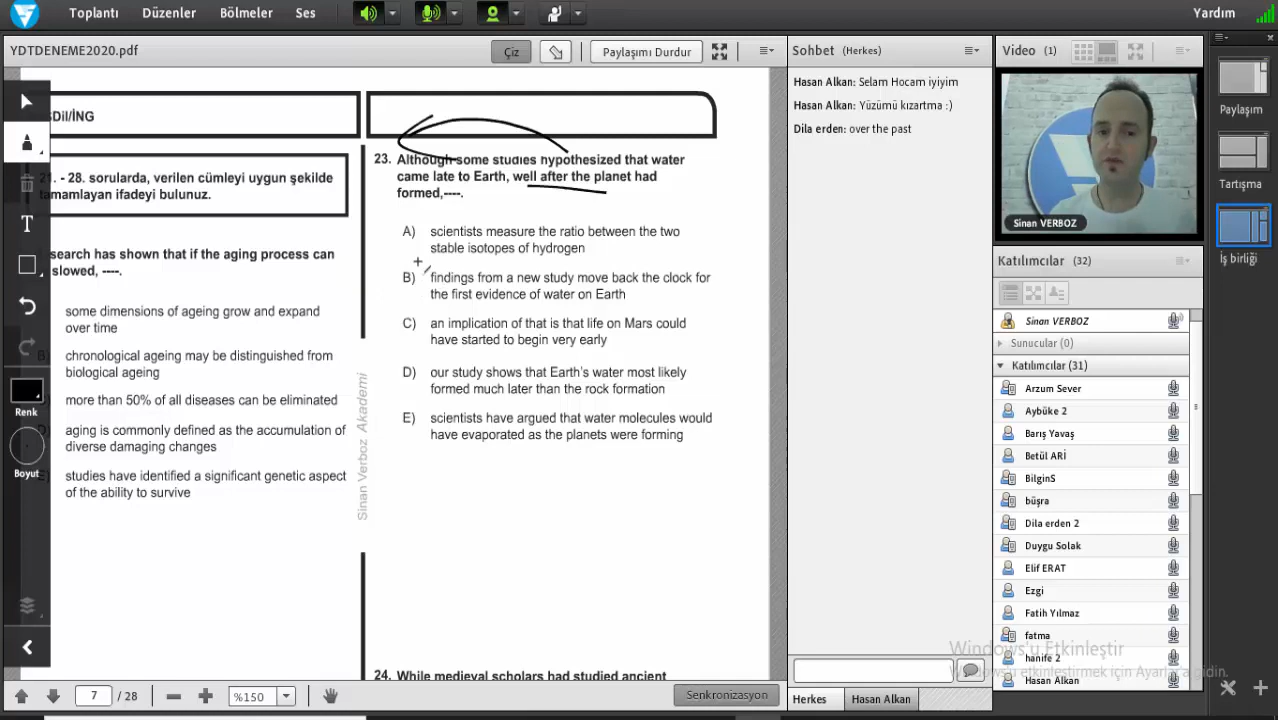 Toplantı Düzenler Bölmeler Ses Yardım
YDTDENEME2020.pdf
Çiz
Paylaşımı Durdur
DİL/İNG
21. - 28. sorularda, verilen cümleyi uygun şekilde
tamamlayan ifadeyi bulunuz.
search has shown that if the aging process can
slowed, ----.
some dimensions of ageing grow and expand
over time
chronological ageing may be distinguished from
biological ageing
more than 50% of all diseases can be eliminated
aging is commonly defined as the accumulation of
diverse damaging changes
studies have identified a significant genetic aspect
of the ability to survive
Sinan Verboz Akademi
23. Although some studies hypothesized that water
came late to Earth, well after the planet had
formed,----.
A) scientists measure the ratio between the two
stable isotopes of hydrogen
B) findings from a new study move back the clock for
the first evidence of water on Earth
C) an implication of that is that life on Mars could
have started to begin very early
D) our study shows that Earth's water most likely
formed much later than the rock formation
E) scientists have argued that water molecules would
have evaporated as the planets were forming
24. While medieval scholars had studied ancient
T
Renk
Boyut
7 / 28
%150
Senkronizasyon
Sohbet (Herkes)
Hasan Alkan: Selam Hocam iyiyim
Hasan Alkan: Yüzümü kızartma :)
Dila erden: over the past
Herkes
Hasan Alkan
Video (1)
Sinan VERBOZ
Katılımcılar (32)
Sinan VERBOZ
Sunucular (0)
Katılımcılar (31)
Arzum Sever
Aybüke 2
Barış Yavaş
Betül ARİ
BilginS
büşra
Dila erden 2
Duygu Solak
Elif ERAT
Ezgi
Fatih Yılmaz
fatma
hanife 2
Hasan Alkan
Windows'u Etkinleştir
Windows'u etkinleştirmek için Ayarlar'a gidin.
Paylaşım
Tartışma
İş birliği